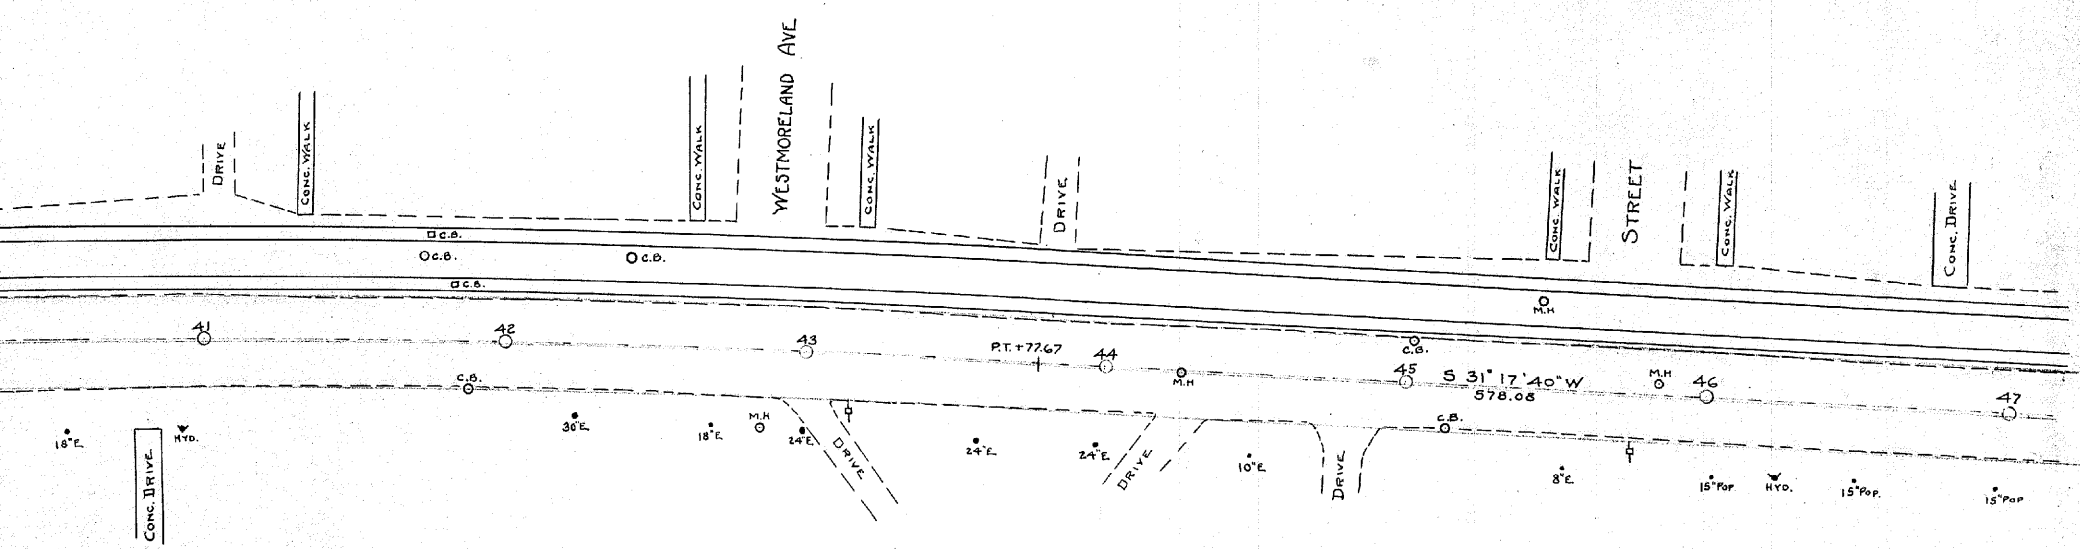 WESTMORELAND AVE
DRIVE
CONC. WALK
CONC. WALK
CONC. WALK
DRIVE
CONC. WALK
STREET
CONC. WALK
CONC. DRIVE
C.B.
C.B.
C.B.
C.B.
M.H
41
42
43
P.T. +77.67
44
M.H
C.B.
45
S 31° 17' 40" W
578.08
M.H
46
47
C.B.
C.B.
18"E.
CONC. DRIVE
HYD.
30"E.
18"E.
M.H
24"E.
DRIVE
24"E.
24"E.
DRIVE
10"E.
DRIVE
8"E.
15"POP.
HYD.
15"POP.
15"POP